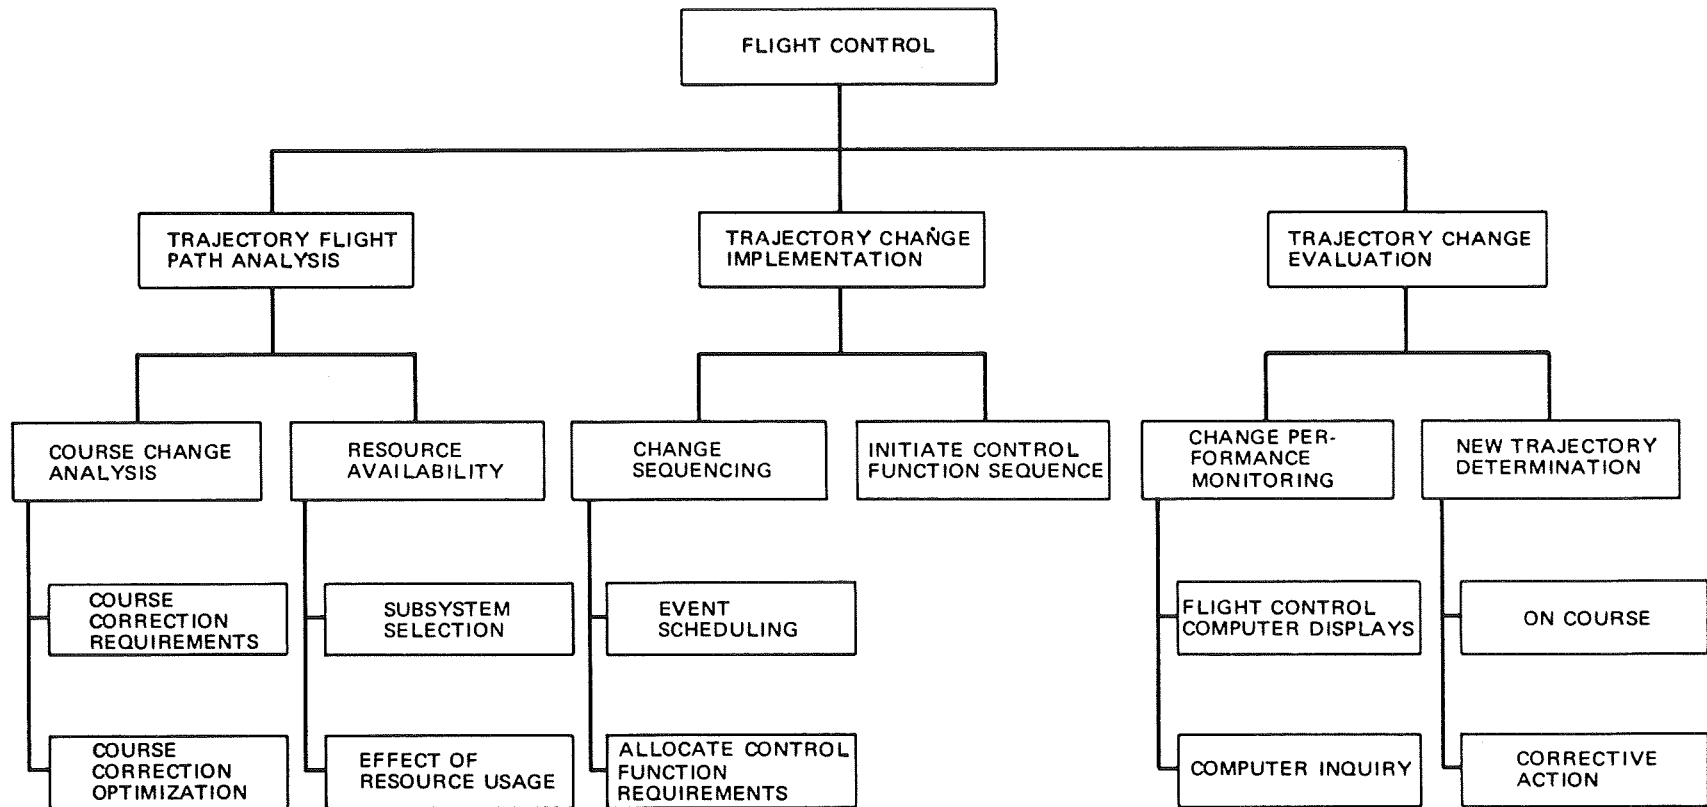 FLIGHT CONTROL
TRAJECTORY FLIGHT
PATH ANALYSIS
TRAJECTORY CHANGE
IMPLEMENTATION
TRAJECTORY CHANGE
EVALUATION
COURSE CHANGE
ANALYSIS
RESOURCE
AVAILABILITY
CHANGE
SEQUENCING
INITIATE CONTROL
FUNCTION SEQUENCE
CHANGE PER-
FORMANCE
MONITORING
NEW TRAJECTORY
DETERMINATION
COURSE
CORRECTION
REQUIREMENTS
SUBSYSTEM
SELECTION
EVENT
SCHEDULING
FLIGHT CONTROL
COMPUTER DISPLAYS
ON COURSE
COURSE
CORRECTION
OPTIMIZATION
EFFECT OF
RESOURCE USAGE
ALLOCATE CONTROL
FUNCTION
REQUIREMENTS
COMPUTER INQUIRY
CORRECTIVE
ACTION